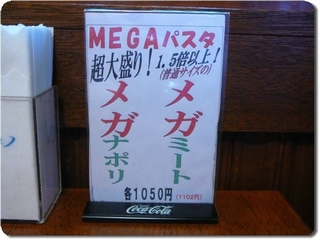 MEGAパスタ
超大盛り！1.5倍以上！
(普通サイズの)
メガミート
メガナポリ
各1050円(1102円)
Coca-Cola